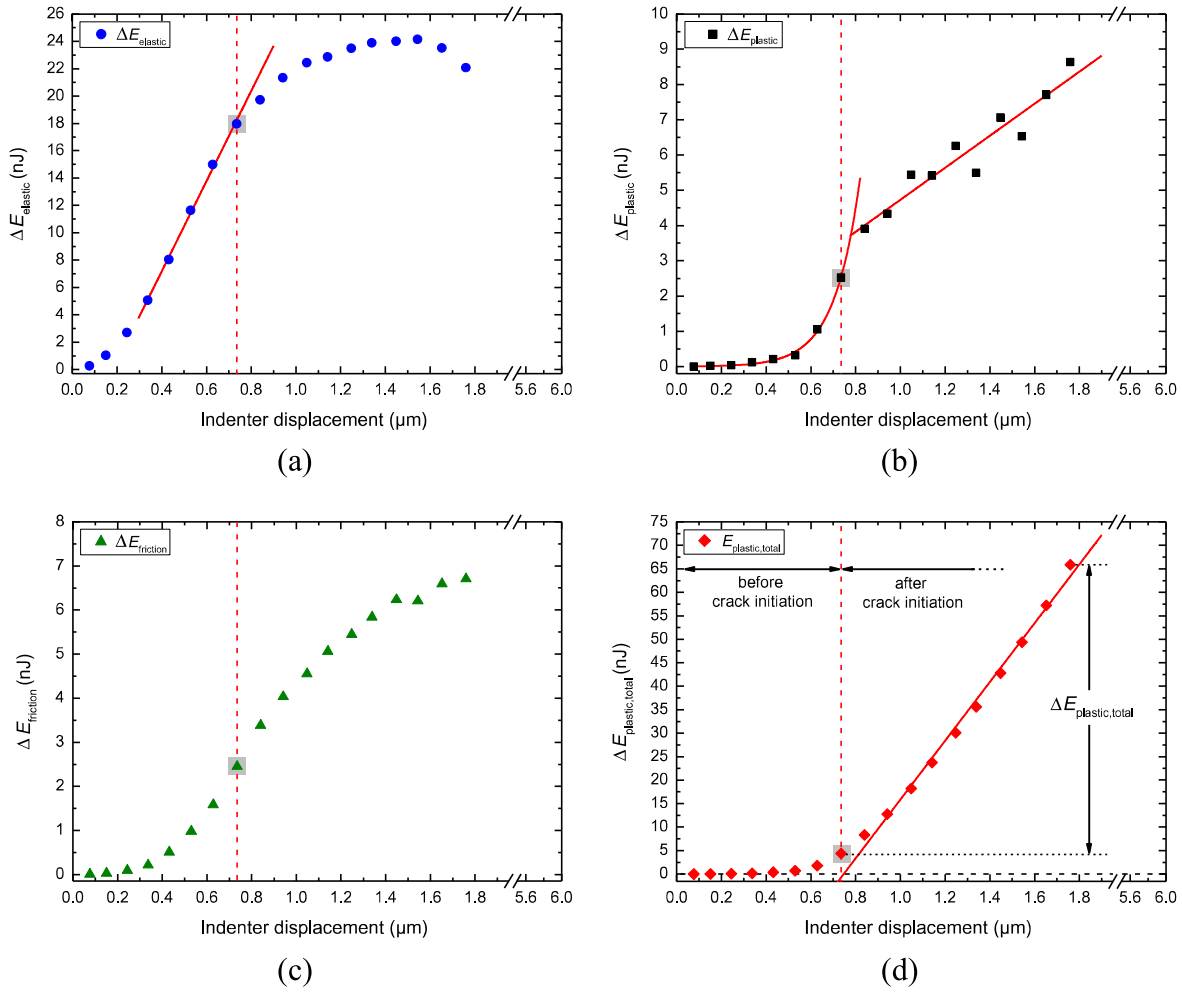 26
24
22
20
18
16
14
12
10
8
6
4
2
0
ΔE_elastic (nJ)
ΔE_elastic
0.0 0.2 0.4 0.6 0.8 1.0 1.2 1.4 1.6 1.8 5.6 6.0
Indenter displacement (μm)
(a)
10
9
8
7
6
5
4
3
2
1
0
ΔE_plastic (nJ)
ΔE_plastic
0.0 0.2 0.4 0.6 0.8 1.0 1.2 1.4 1.6 1.8 5.6 6.0
Indenter displacement (μm)
(b)
8
7
6
5
4
3
2
1
0
ΔE_friction (nJ)
ΔE_friction
0.0 0.2 0.4 0.6 0.8 1.0 1.2 1.4 1.6 1.8 5.6 6.0
Indenter displacement (μm)
(c)
75
70
65
60
55
50
45
40
35
30
25
20
15
10
5
0
ΔE_plastic,total (nJ)
E_plastic,total
before
crack initiation
after
crack initiation
ΔE_plastic,total
0.0 0.2 0.4 0.6 0.8 1.0 1.2 1.4 1.6 1.8 5.6 6.0
Indenter displacement (μm)
(d)